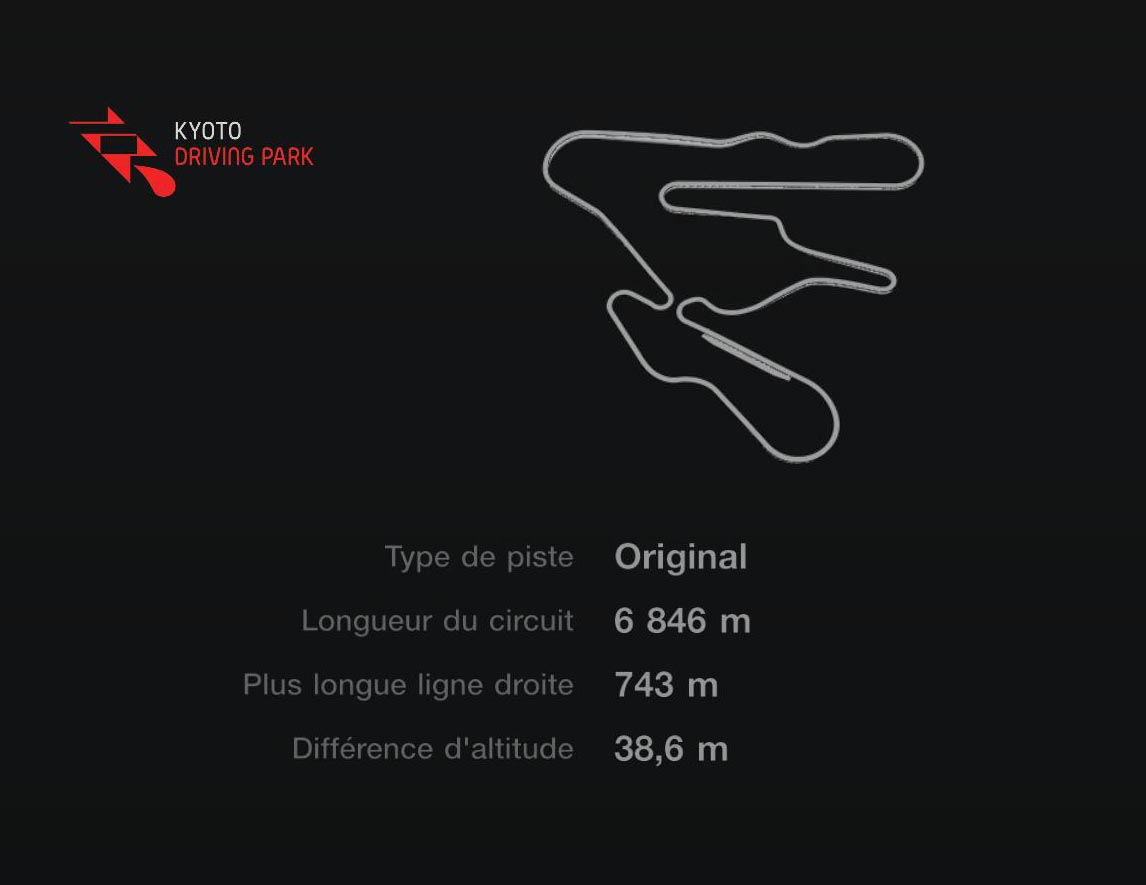 KYOTO
DRIVING PARK
Type de piste Original
Longueur du circuit 6 846 m
Plus longue ligne droite 743 m
Différence d'altitude 38,6 m